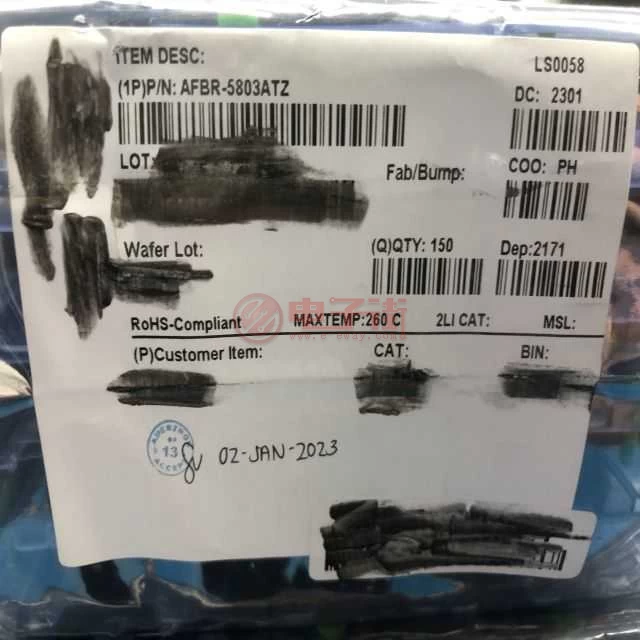 ITEM DESC:
LS0058
(1P)P/N: AFBR-5803ATZ
DC: 2301
LOT:
Fab/Bump:
COO: PH
Wafer Lot:
(Q)QTY: 150
Dep:2171
RoHS-Compliant
MAXTEMP:260 C
2LI CAT:
MSL:
(P)Customer Item:
CAT:
BIN:
13
02-JAN-2023